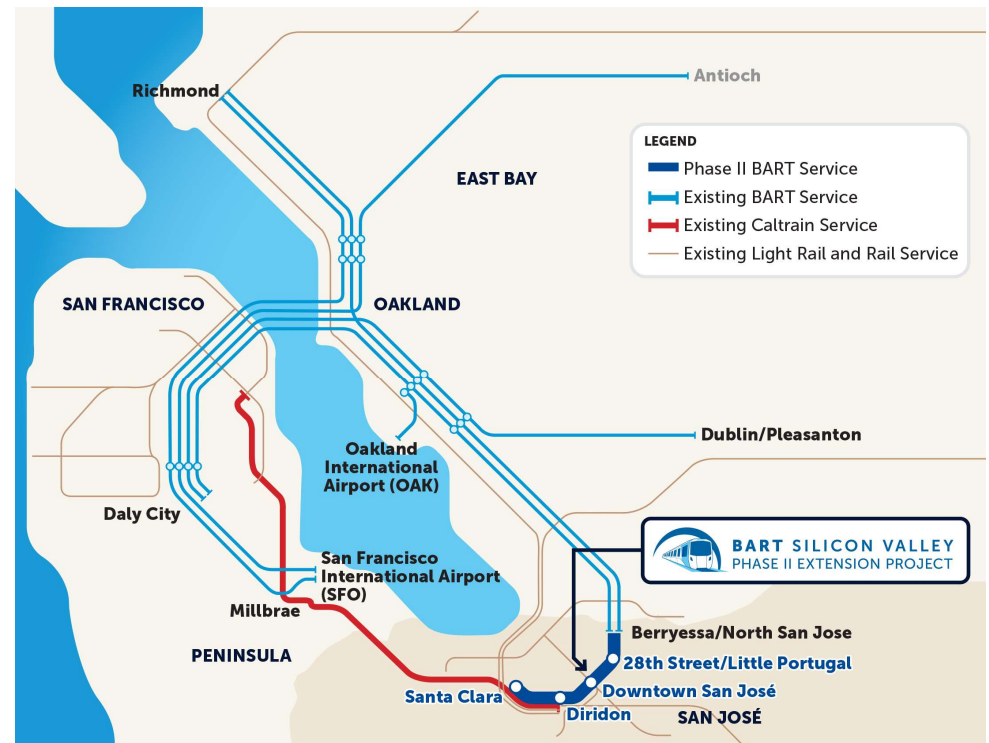 Richmond
Antioch
LEGEND
Phase II BART Service
Existing BART Service
Existing Caltrain Service
Existing Light Rail and Rail Service
EAST BAY
SAN FRANCISCO
OAKLAND
Dublin/Pleasanton
Oakland
International
Airport (OAK)
Daly City
BART SILICON VALLEY
PHASE II EXTENSION PROJECT
San Francisco
International Airport
(SFO)
Millbrae
Berryessa/North San Jose
PENINSULA
28th Street/Little Portugal
Santa Clara
Downtown San José
Diridon
SAN JOSÉ